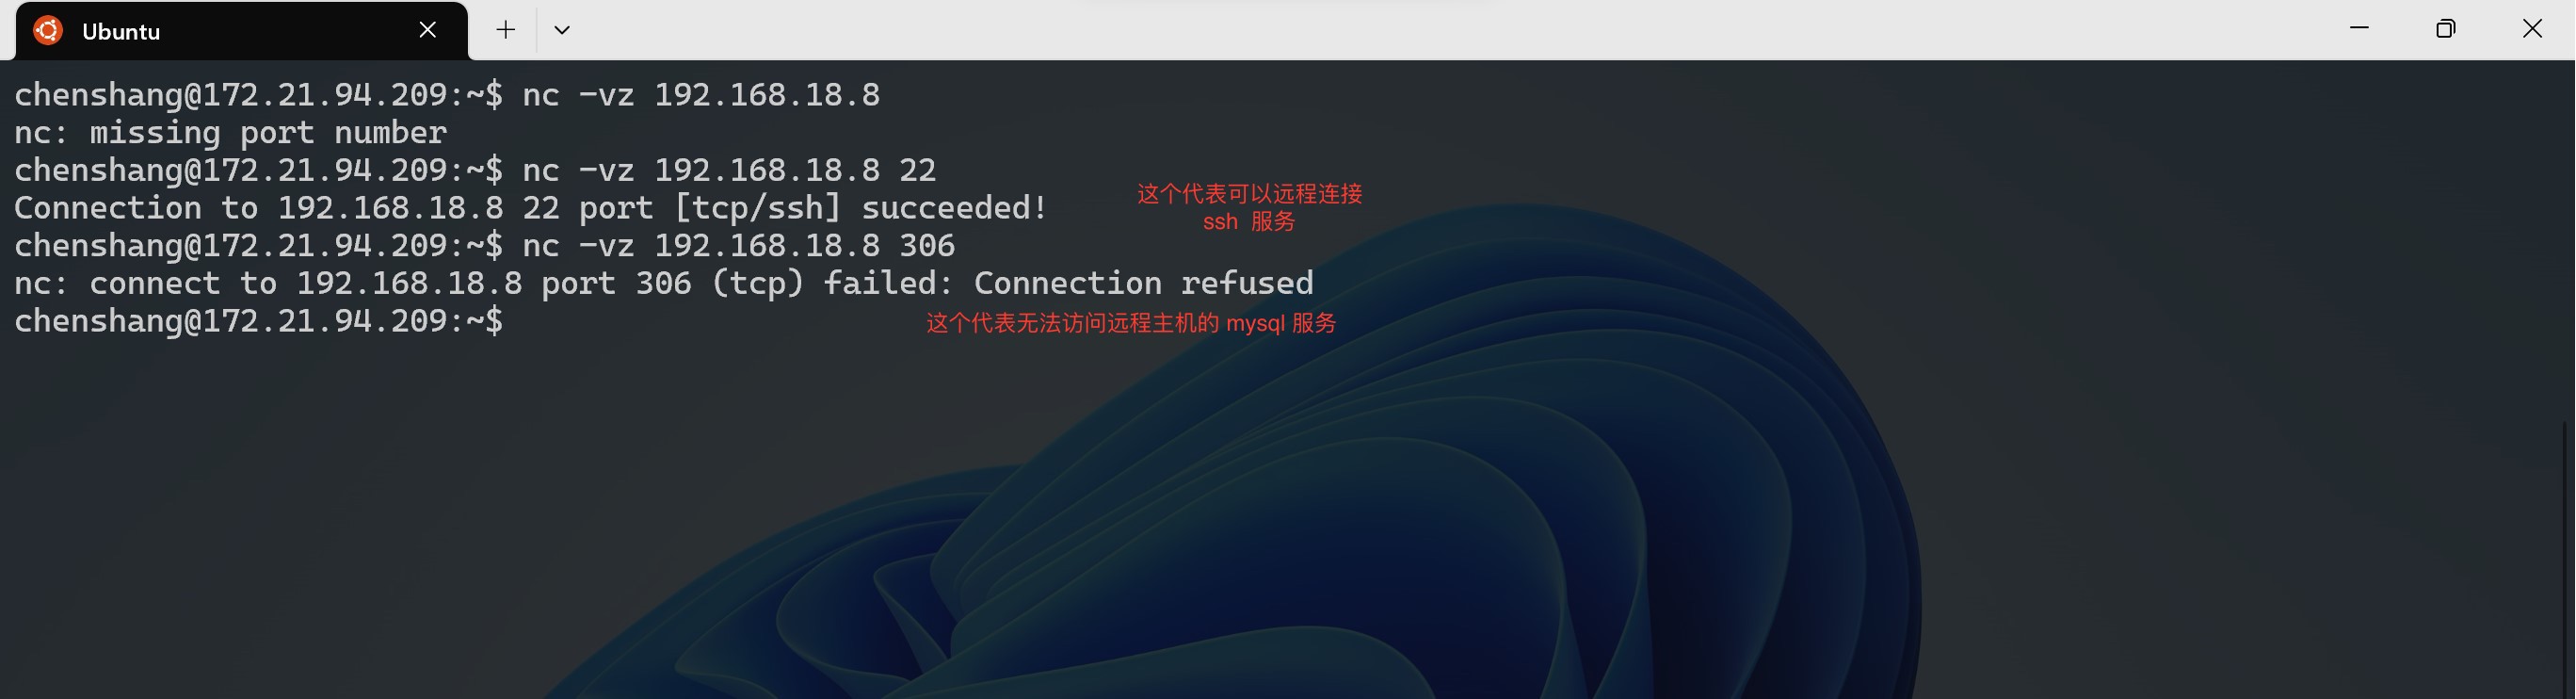 Ubuntu
chenshang@172.21.94.209:~$ nc -vz 192.168.18.8
nc: missing port number
chenshang@172.21.94.209:~$ nc -vz 192.168.18.8 22
这个代表可以远程连接
ssh 服务
Connection to 192.168.18.8 22 port [tcp/ssh] succeeded!
chenshang@172.21.94.209:~$ nc -vz 192.168.18.8 306
nc: connect to 192.168.18.8 port 306 (tcp) failed: Connection refused
chenshang@172.21.94.209:~$
这个代表无法访问远程主机的 mysql 服务